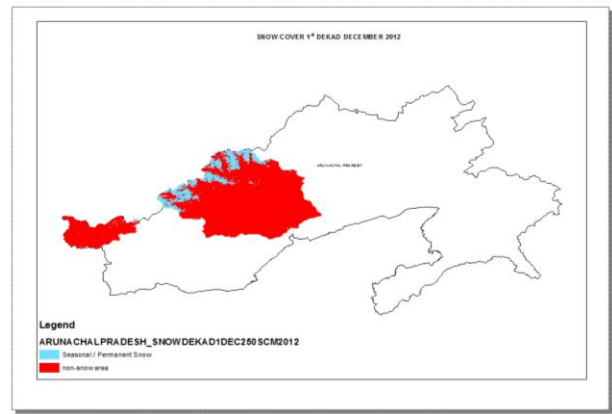 SNOW COVER 1st DEKAD DECEMBER 2012
ARUNACHAL PRADESH
Legend
ARUNACHALPRADESH_SNOWDEKAD1DEC250SCM2012
Seasonal / Permanent Snow
non-snow area